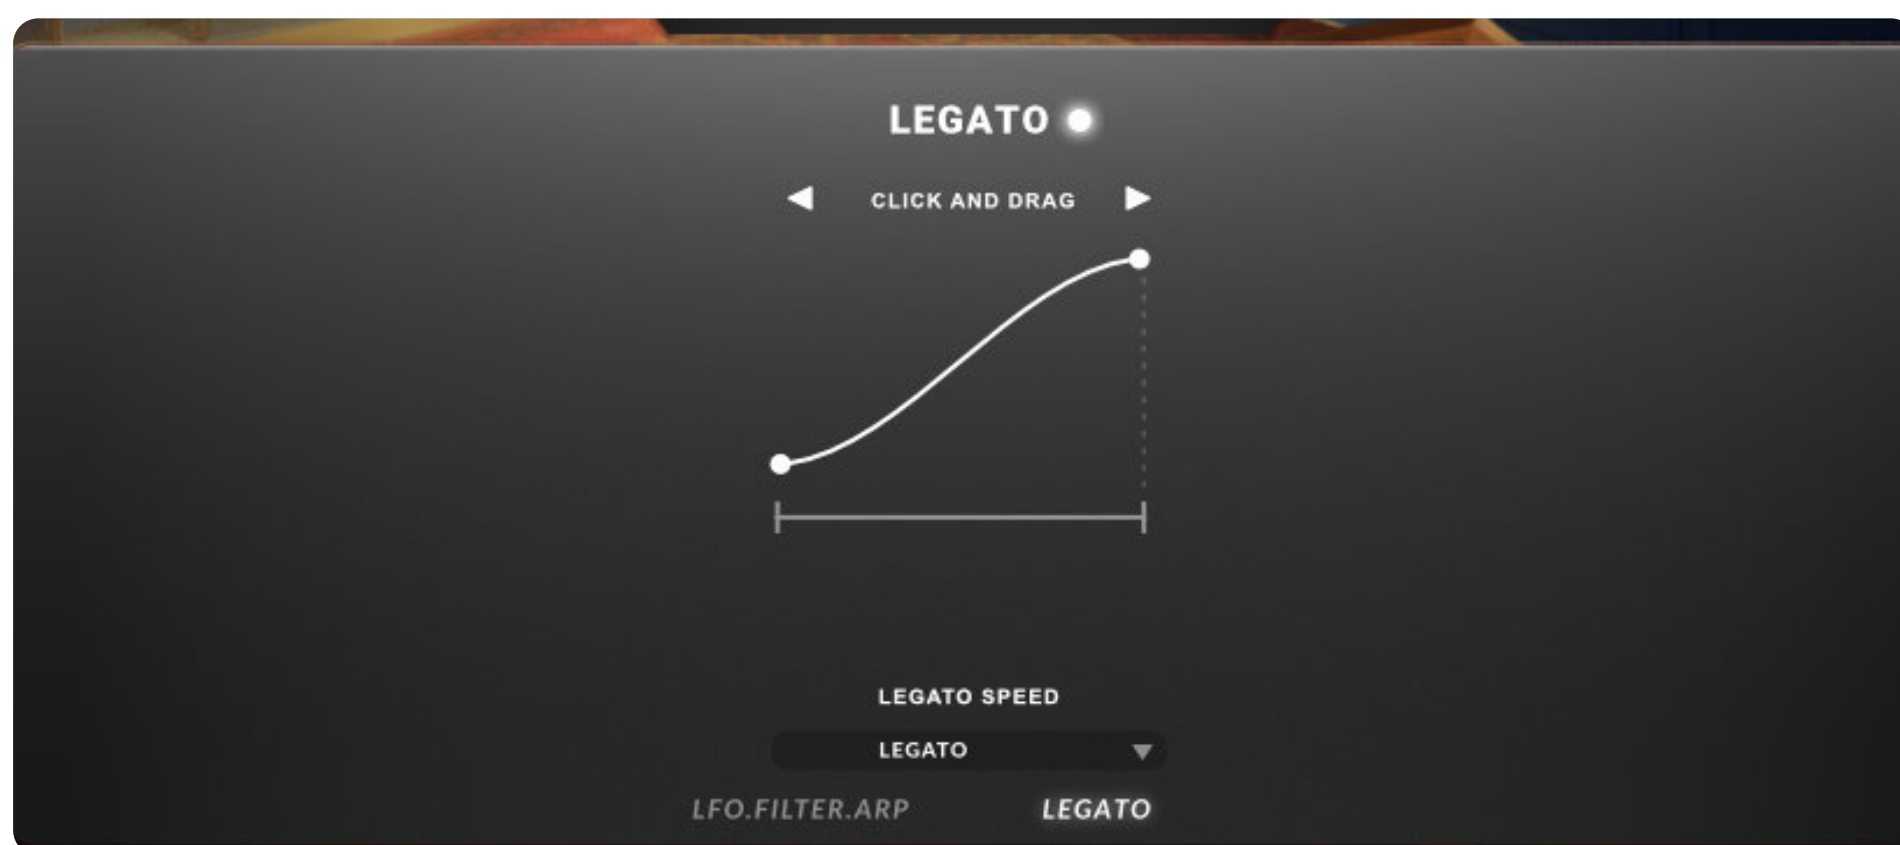 LEGATO
CLICK AND DRAG
LEGATO SPEED
LEGATO
LFO.FILTER.ARP LEGATO